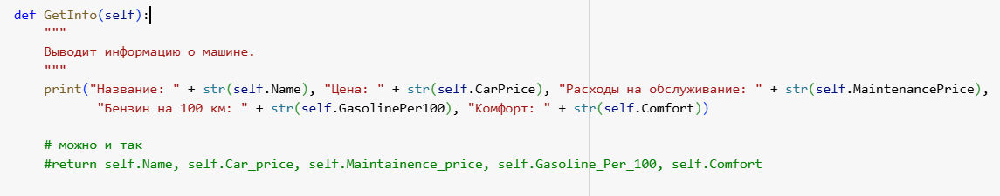 def GetInfo(self):
"""
Выводит информацию о машине.
"""
print("Название: " + str(self.Name), "Цена: " + str(self.CarPrice), "Расходы на обслуживание: " + str(self.MaintenancePrice),
"Бензин на 100 км: " + str(self.GasolinePer100), "Комфорт: " + str(self.Comfort))
# можно и так
#return self.Name, self.Car_price, self.Maintainence_price, self.Gasoline_Per_100, self.Comfort